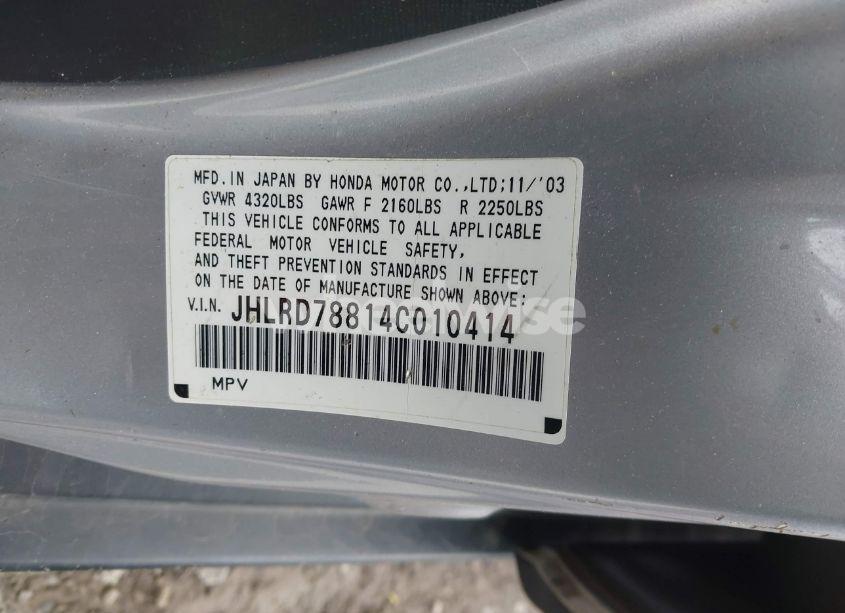 MFD. IN JAPAN BY HONDA MOTOR CO.,LTD;11/'03
GVWR 4320LBS GAWR F 2160LBS R 2250LBS
THIS VEHICLE CONFORMS TO ALL APPLICABLE
FEDERAL MOTOR VEHICLE SAFETY,
AND THEFT PREVENTION STANDARDS IN EFFECT
ON THE DATE OF MANUFACTURE SHOWN ABOVE:
V.I.N. JHLRD78814C010414
MPV